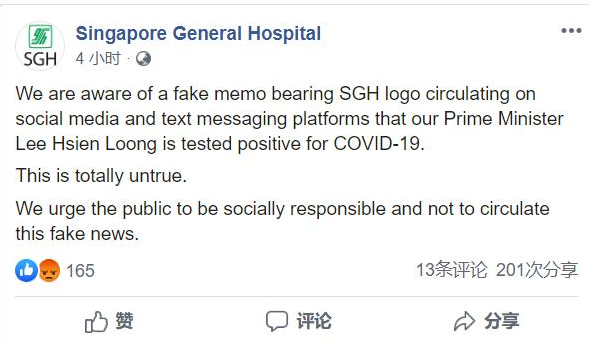 Singapore General Hospital
SGH
4 小时 ·
We are aware of a fake memo bearing SGH logo circulating on
social media and text messaging platforms that our Prime Minister
Lee Hsien Loong is tested positive for COVID-19.
This is totally untrue.
We urge the public to be socially responsible and not to circulate
this fake news.
165
13条评论 201次分享
赞
评论
分享